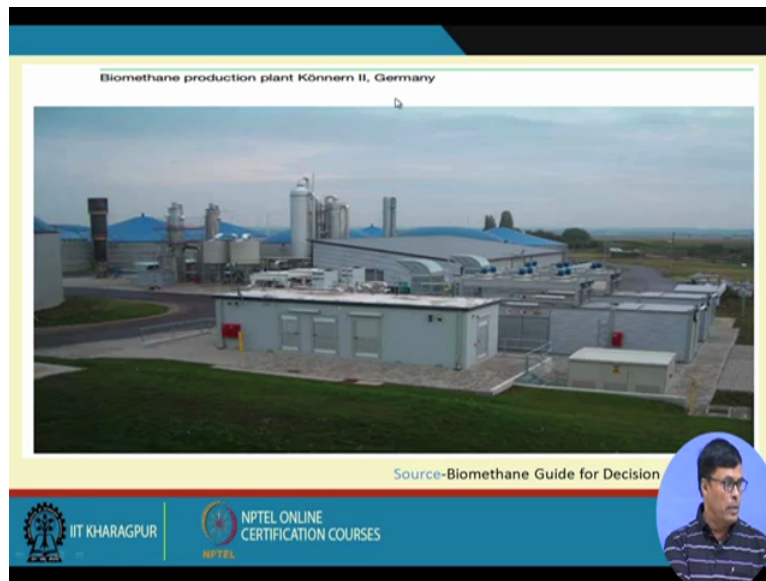 Biomethane production plant Könnern II, Germany
Source-Biomethane Guide for Decision
IIT KHARAGPUR
NPTEL
NPTEL ONLINE
CERTIFICATION COURSES